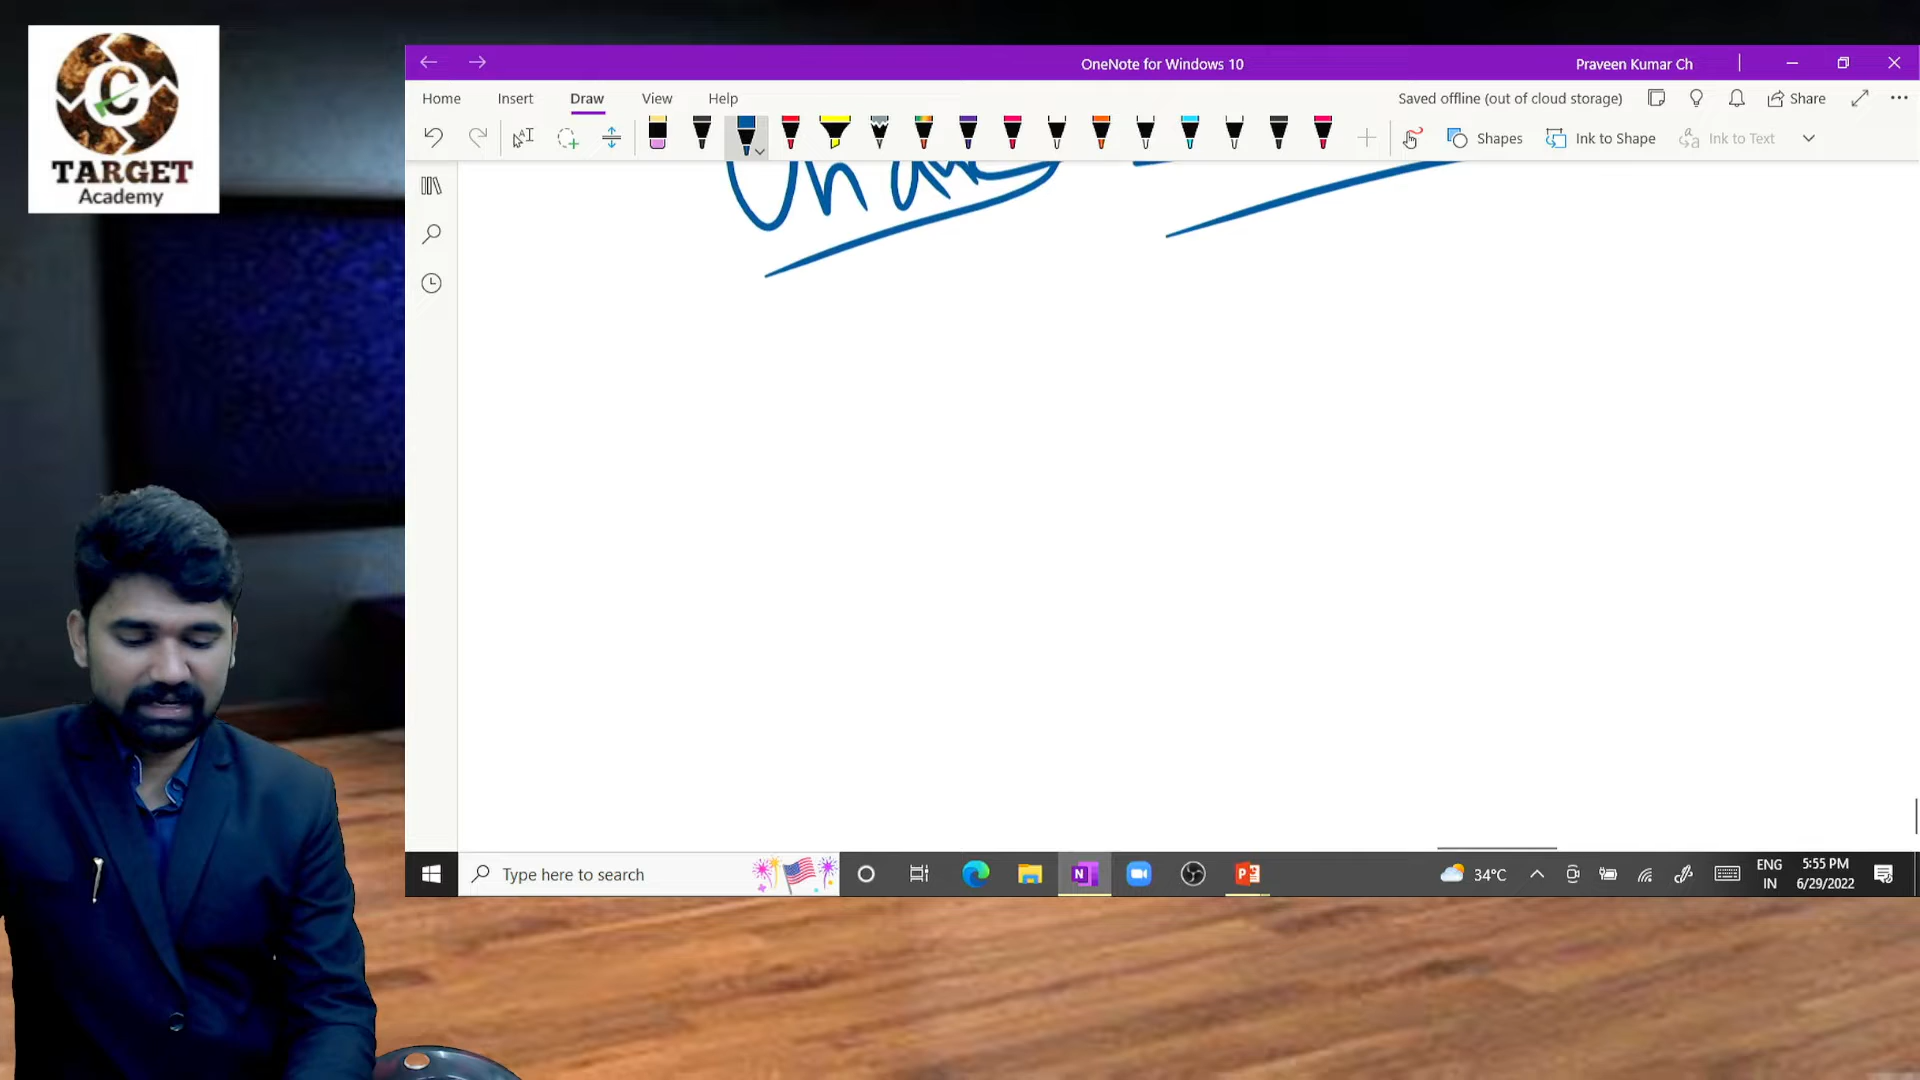 C
TARGET
Academy
OneNote for Windows 10
Praveen Kumar Ch
Home Insert Draw View Help
Saved offline (out of cloud storage)
Share
Shapes
Ink to Shape
Ink to Text
Type here to search
34°C
ENG
IN
5:55 PM
6/29/2022